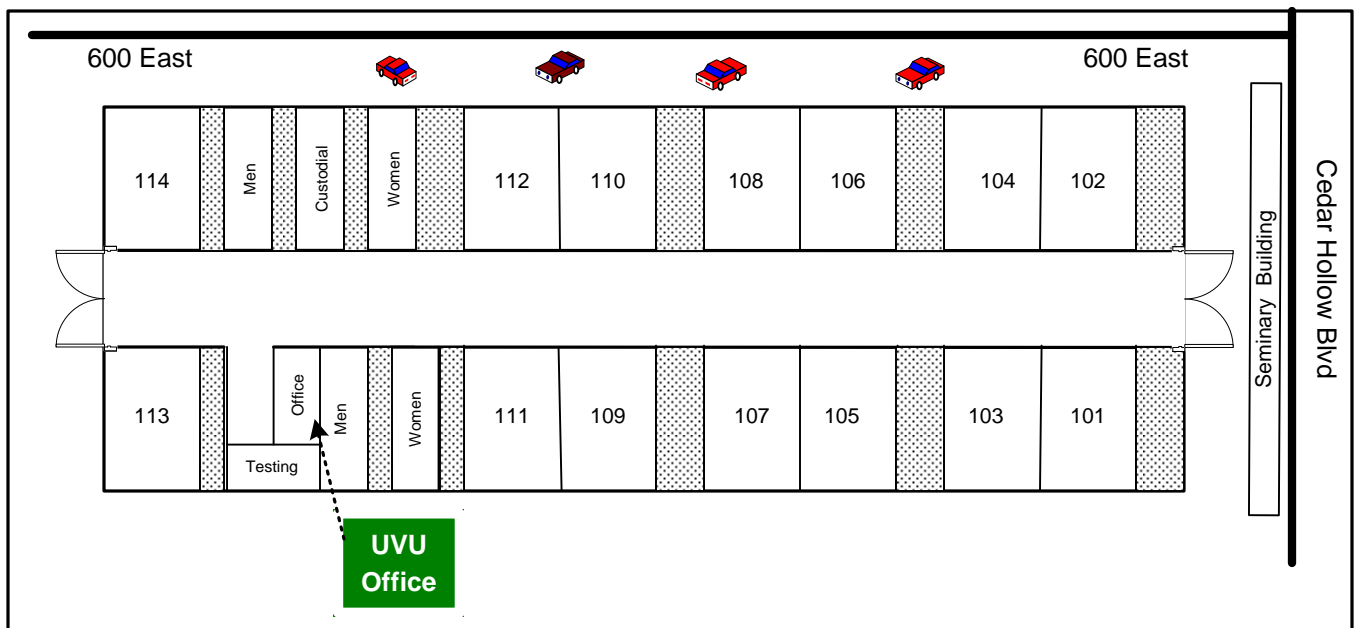 600 East
600 East
114
Men
Custodial
Women
112
110
108
106
104
102
Cedar Hollow Blvd
Seminary Building
113
Office
Men
Women
Testing
111
109
107
105
103
101
UVU
Office